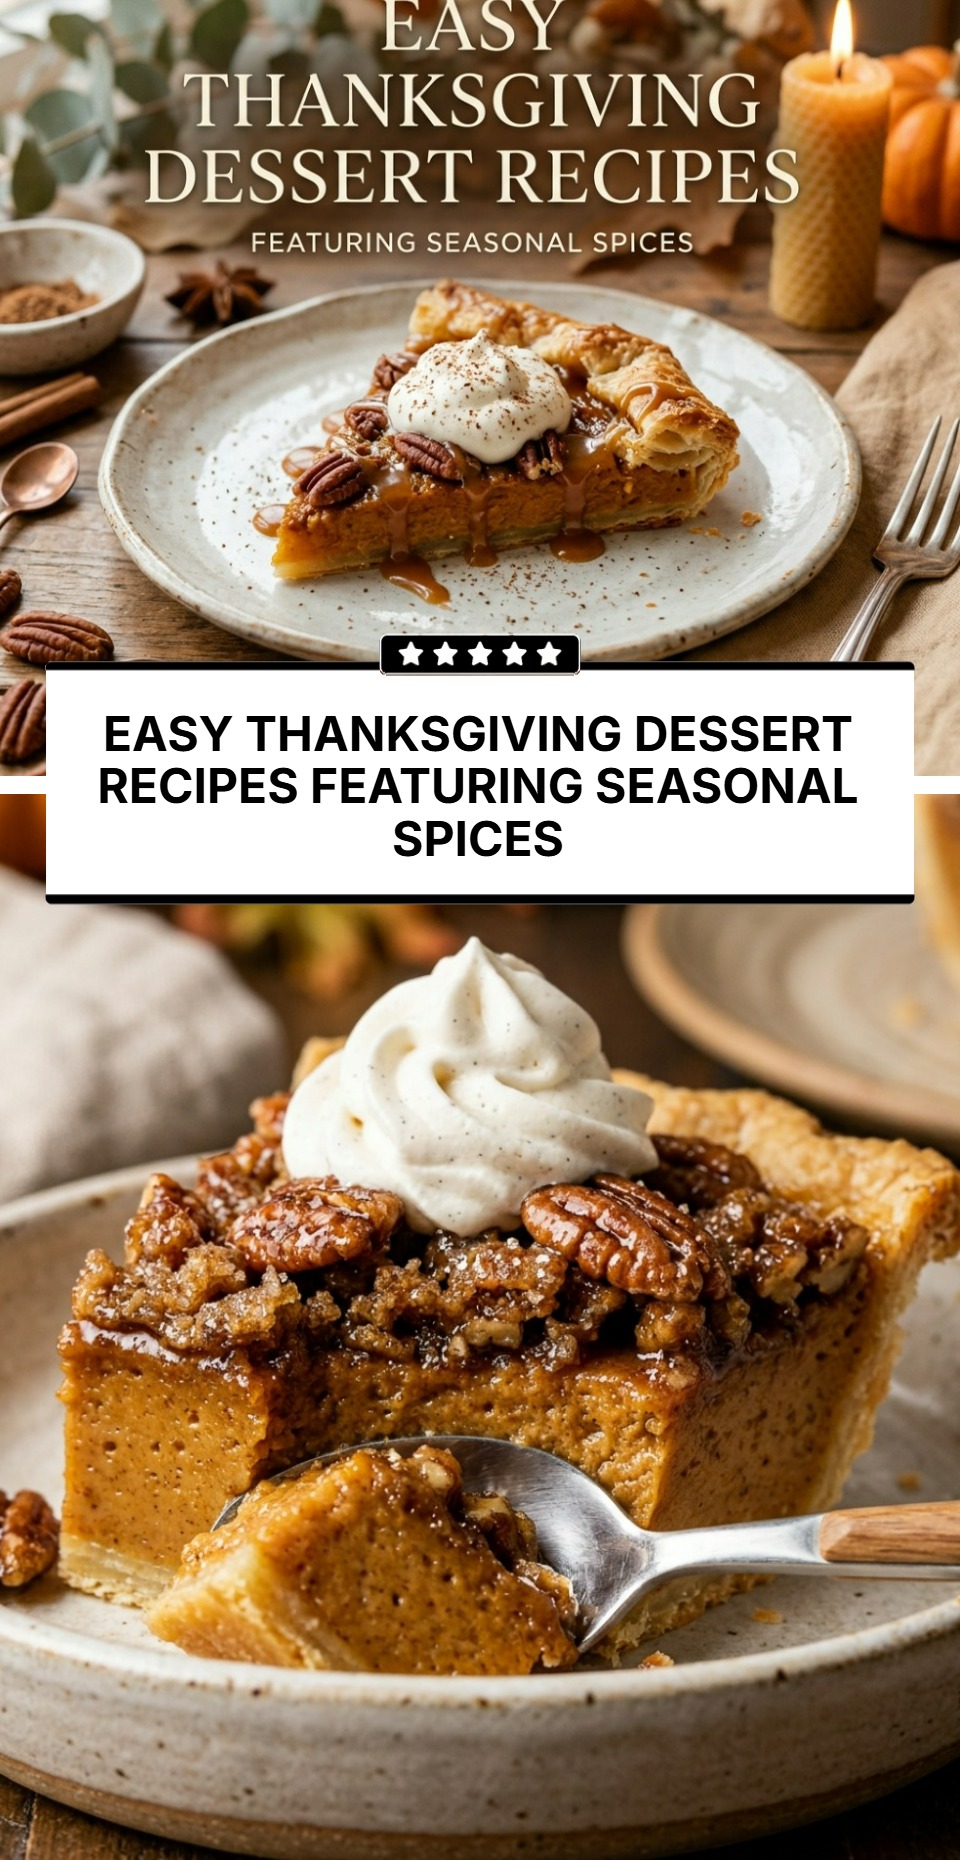 EASY
THANKSGIVING
DESSERT RECIPES
FEATURING SEASONAL SPICES
EASY THANKSGIVING DESSERT
RECIPES FEATURING SEASONAL
SPICES